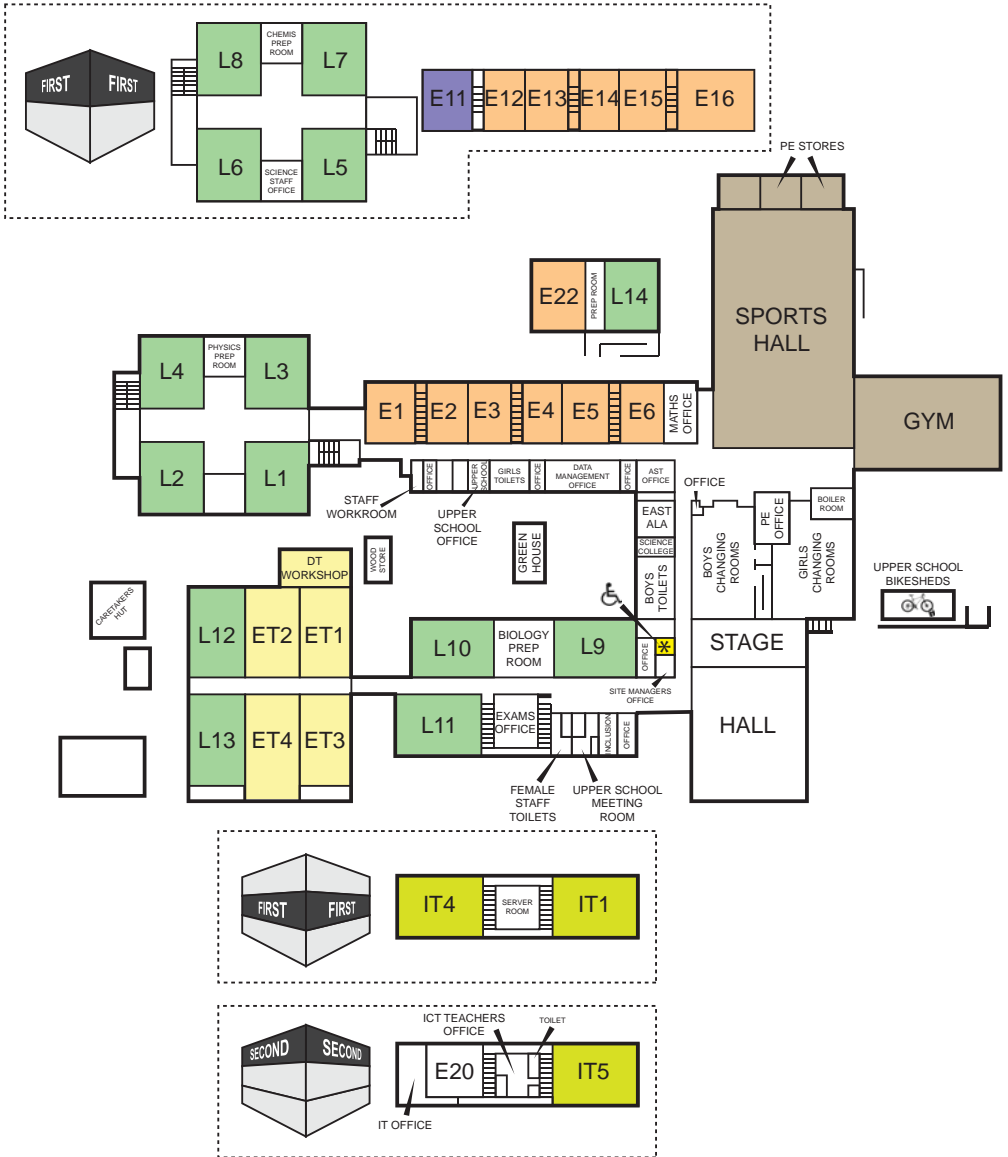 CHEMIS
PREP
ROOM
L8
L7
FIRST
FIRST
E11
E12
E13
E14
E15
E16
L6
L5
SCIENCE
STAFF
OFFICE
PE STORES
E22
PREP ROOM
L14
SPORTS
HALL
PHYSICS
PREP
ROOM
L4
L3
E1
E2
E3
E4
E5
E6
MATHS
OFFICE
GYM
L2
L1
OFFICE
UPPER
SCHOOL
GIRLS
TOILETS
OFFICE
DATA
MANAGEMENT
OFFICE
OFFICE
AST
OFFICE
OFFICE
STAFF
WORKROOM
UPPER
SCHOOL
OFFICE
EAST
ALA
PE
OFFICE
BOILER
ROOM
SCIENCE
COLLEGE
WOOD
STORE
GREEN
HOUSE
BOYS
TOILETS
BOYS
CHANGING
ROOMS
GIRLS
CHANGING
ROOMS
DT
WORKSHOP
UPPER SCHOOL
BIKESHEDS
CARETAKERS
HUT
L12
ET2
ET1
L10
BIOLOGY
PREP
ROOM
L9
OFFICE
*
STAGE
SITE MANAGERS
OFFICE
L13
ET4
ET3
L11
EXAMS
OFFICE
INCLUSION
OFFICE
HALL
FEMALE
STAFF
TOILETS
UPPER SCHOOL
MEETING
ROOM
FIRST
FIRST
IT4
SERVER
ROOM
IT1
ICT TEACHERS
OFFICE
TOILET
SECOND
SECOND
E20
IT5
IT OFFICE